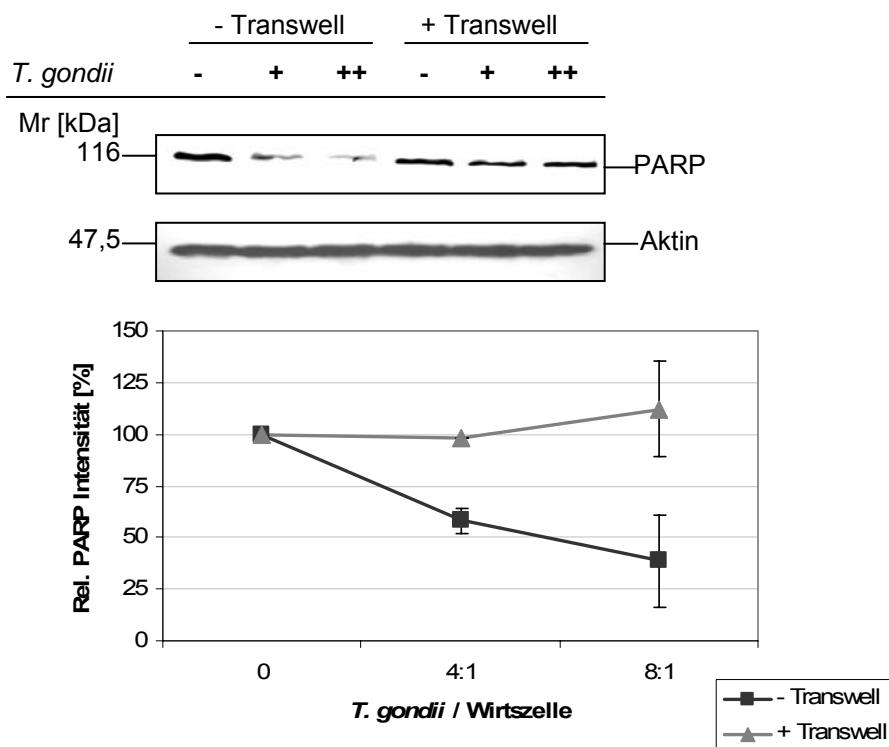 - Transwell + Transwell
T. gondii - + ++ - + ++
Mr [kDa]
116 PARP
47,5 Aktin
150
125
100
75
50
25
0
Rel. PARP Intensität [%]
0 4:1 8:1
T. gondii / Wirtszelle
- Transwell
+ Transwell